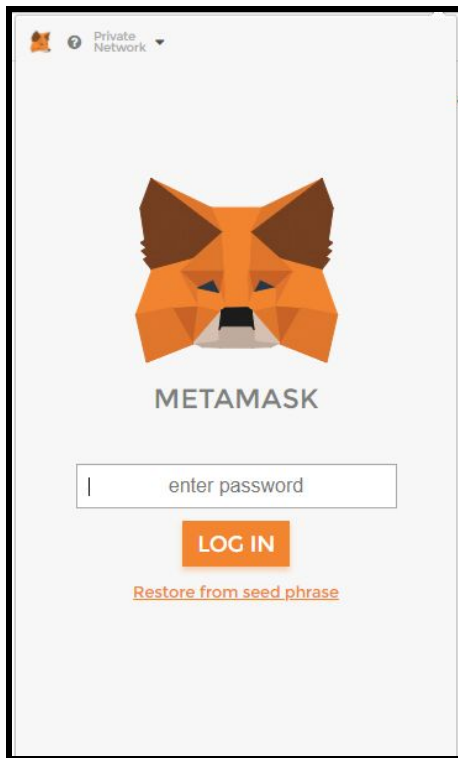 Private
Network
METAMASK
enter password
LOG IN
Restore from seed phrase